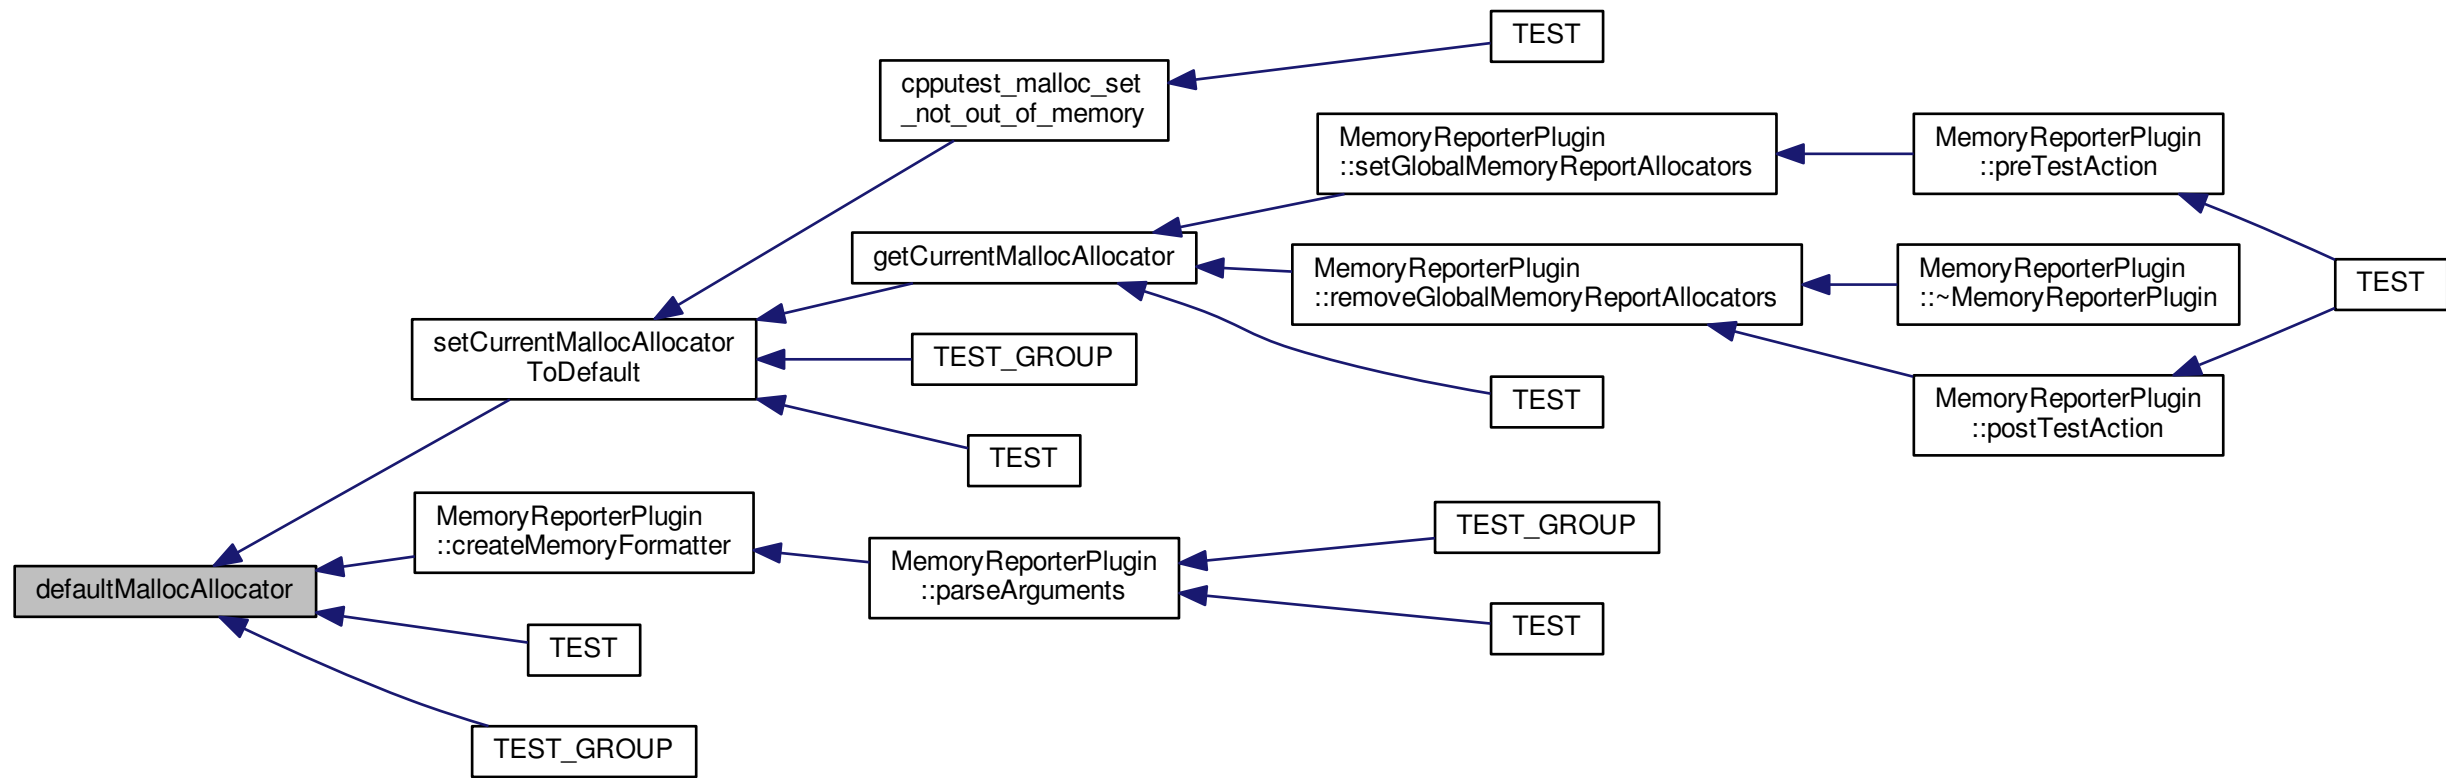 TEST
cpputest_malloc_set
_not_out_of_memory
MemoryReporterPlugin
::setGlobalMemoryReportAllocators
MemoryReporterPlugin
::preTestAction
getCurrentMallocAllocator
MemoryReporterPlugin
::removeGlobalMemoryReportAllocators
MemoryReporterPlugin
::~MemoryReporterPlugin
TEST
setCurrentMallocAllocator
ToDefault
TEST_GROUP
TEST
MemoryReporterPlugin
::postTestAction
TEST
MemoryReporterPlugin
::createMemoryFormatter
TEST_GROUP
MemoryReporterPlugin
::parseArguments
defaultMallocAllocator
TEST
TEST
TEST_GROUP